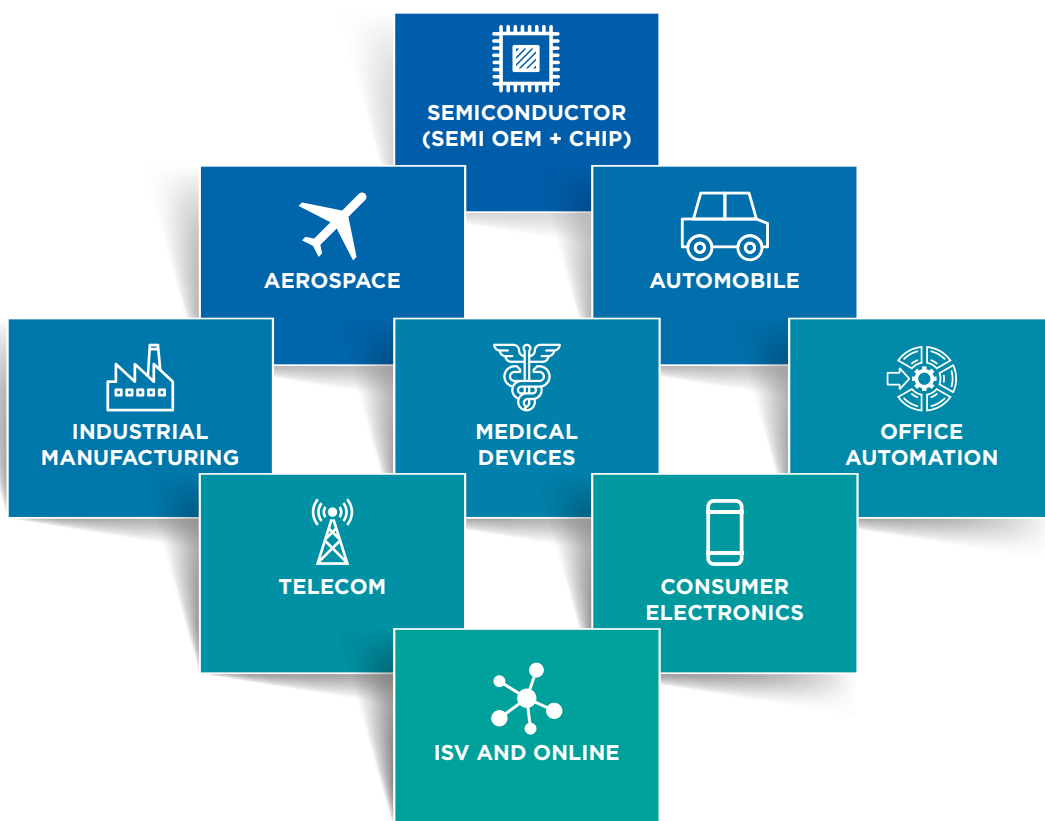 SEMICONDUCTOR
(SEMI OEM + CHIP)
AEROSPACE
AUTOMOBILE
INDUSTRIAL
MANUFACTURING
MEDICAL
DEVICES
OFFICE
AUTOMATION
TELECOM
CONSUMER
ELECTRONICS
ISV AND ONLINE